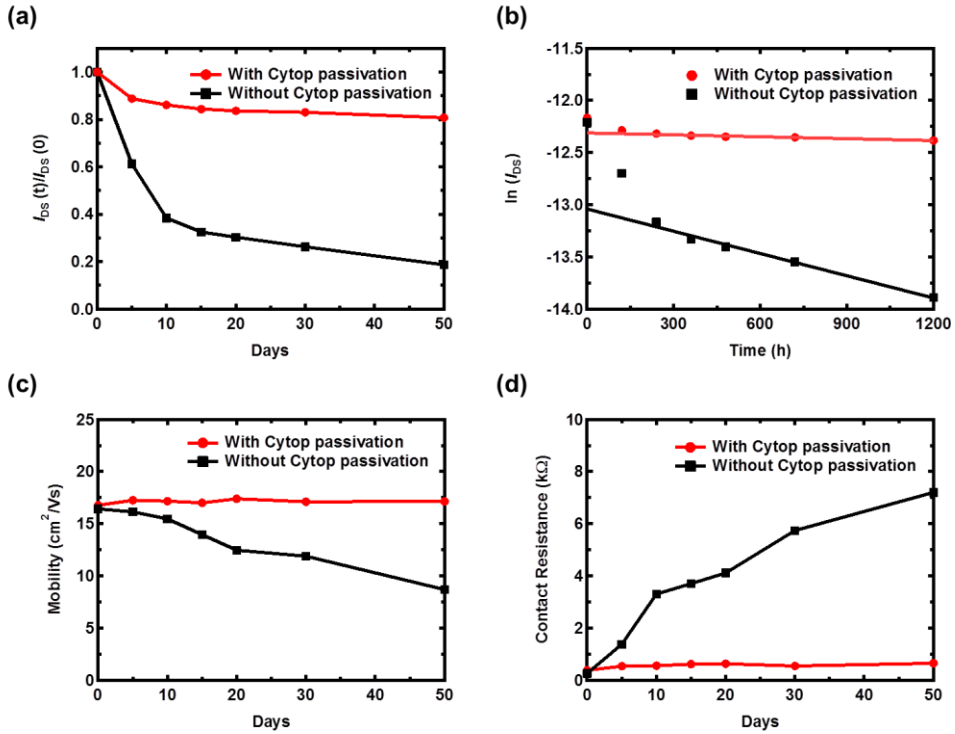 (a)
I_DS (t)/I_DS (0)
1.0
0.8
0.6
0.4
0.2
0.0
With Cytop passivation
Without Cytop passivation
0 10 20 30 40 50
Days
(b)
ln (I_DS)
-11.5
-12.0
-12.5
-13.0
-13.5
-14.0
With Cytop passivation
Without Cytop passivation
0 300 600 900 1200
Time (h)
(c)
Mobility (cm²/Vs)
25
20
15
10
5
0
With Cytop passivation
Without Cytop passivation
0 10 20 30 40 50
Days
(d)
Contact Resistance (kΩ)
10
8
6
4
2
0
With Cytop passivation
Without Cytop passivation
0 10 20 30 40 50
Days